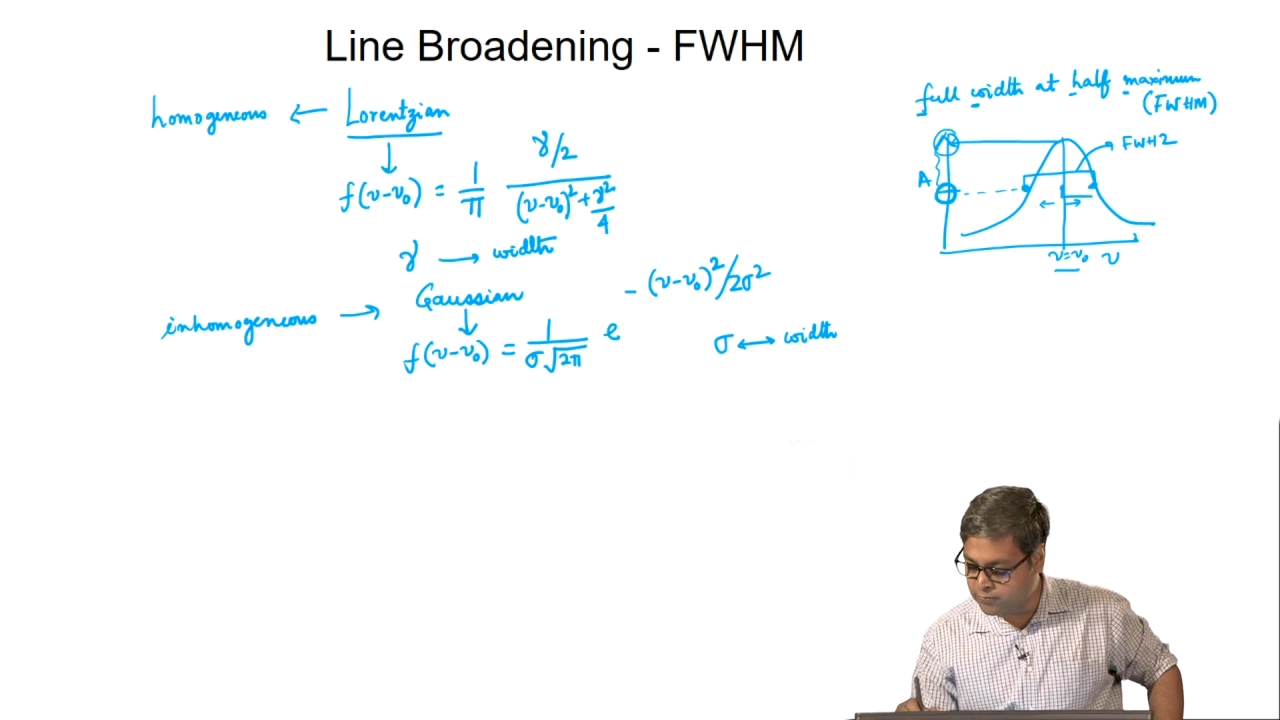 Line Broadening - FWHM
homogeneous ← Lorentzian
f(ν-ν₀) = 1/π (γ/2)/((ν-ν₀)² + γ²/4)
γ → width
inhomogeneous → Gaussian
f(ν-ν₀) = 1/(σ√2π) e -(ν-ν₀)²/2σ²
σ ↔ width
full width at half maximum
(FWHM)
FWHM
A
ν=ν₀ ν